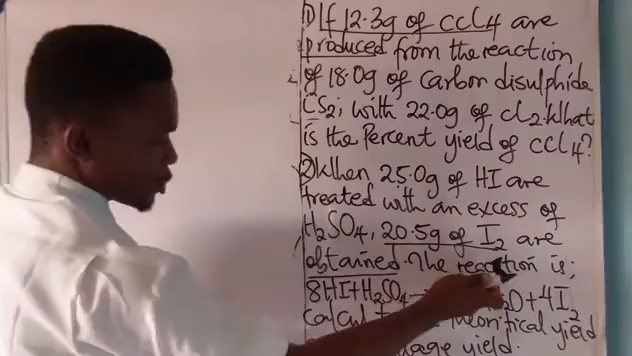 1) If 12.3g of CCl4 are
produced from the reaction
of 18.0g of Carbon disulphide
CS2; with 22.0g of Cl2. What
is the Percent yield of CCl4?
2) When 25.0g of HI are
treated with an excess of
H2SO4, 20.5g of I2 are
obtained. The reaction is;
8HI+H2SO4 O+4I2
yield
yield.